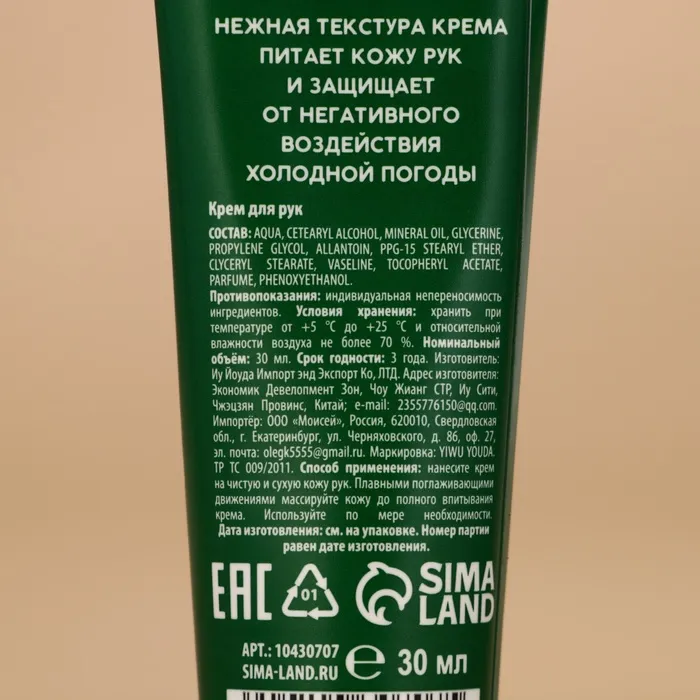 НЕЖНАЯ ТЕКСТУРА КРЕМА
ПИТАЕТ КОЖУ РУК
И ЗАЩИЩАЕТ
ОТ НЕГАТИВНОГО
ВОЗДЕЙСТВИЯ
ХОЛОДНОЙ ПОГОДЫ
Крем для рук
СОСТАВ: AQUA, CETEARYL ALCOHOL, MINERAL OIL, GLYCERINE,
PROPYLENE GLYCOL, ALLANTOIN, PPG-15 STEARYL ETHER,
CLYCERYL STEARATE, VASELINE, TOCOPHERYL ACETATE,
PARFUME, PHENOXYETHANOL.
Противопоказания: индивидуальная непереносимость
ингредиентов. Условия хранения: хранить при
температуре от +5 °С до +25 °С и относительной
влажности воздуха не более 70 %. Номинальный
объём: 30 мл. Срок годности: 3 года. Изготовитель:
Иу Йоуда Импорт энд Экспорт Ко, ЛТД. Адрес изготовителя:
Экономик Девелопмент Зон, Чоу Жианг СТР, Иу Сити,
Чжэцзян Провинс, Китай; e-mail: 2355776150@qq.com.
Импортёр: ООО «Моисей», Россия, 620010, Свердловская
обл., г. Екатеринбург, ул. Черняховского, д. 86, оф. 27,
эл. почта: olegk5555@gmail.ru. Маркировка: YIWU YOUDA.
ТР ТС 009/2011. Способ применения: нанесите крем
на чистую и сухую кожу рук. Плавными поглаживающими
движениями массируйте кожу до полного впитывания
крема. Используйте по мере необходимости.
Дата изготовления: см. на упаковке. Номер партии
равен дате изготовления.
EAC 01 SIMA LAND
АРТ.: 10430707
SIMA-LAND.RU ℮ 30 мл